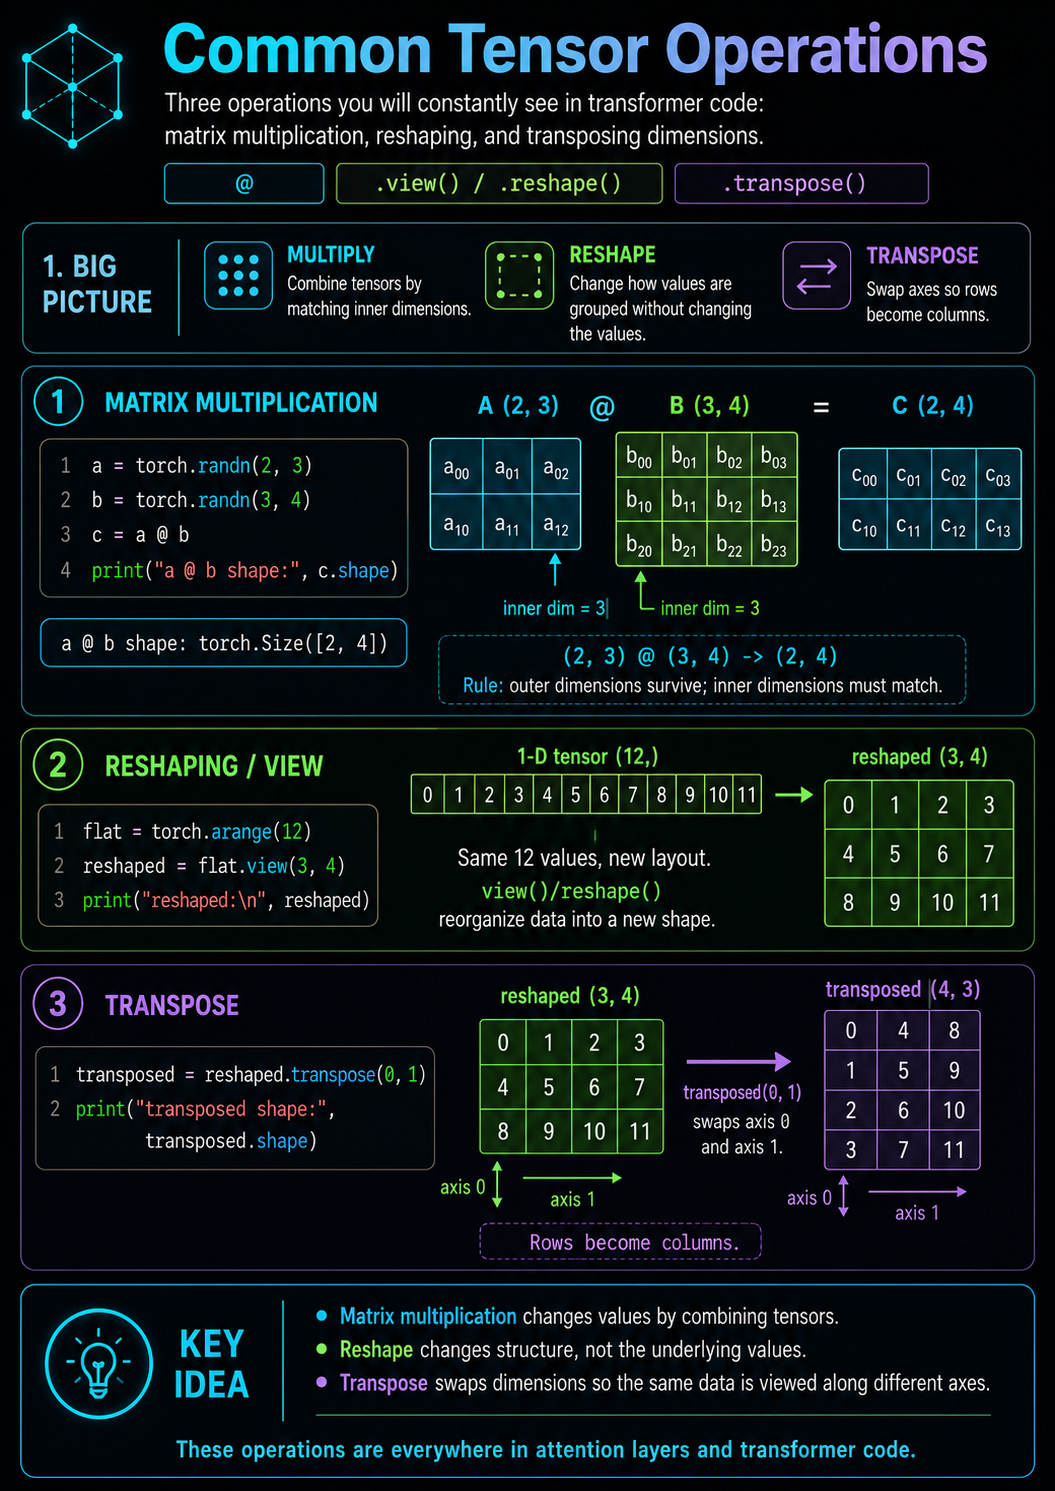 Common Tensor Operations
Three operations you will constantly see in transformer code:
matrix multiplication, reshaping, and transposing dimensions.
@
.view() / .reshape()
.transpose()
1. BIG
PICTURE
MULTIPLY
Combine tensors by
matching inner dimensions.
RESHAPE
Change how values are
grouped without changing
the values.
TRANSPOSE
Swap axes so rows
become columns.
1 MATRIX MULTIPLICATION
1 a = torch.randn(2, 3)
2 b = torch.randn(3, 4)
3 c = a @ b
4 print("a @ b shape:", c.shape)
a @ b shape: torch.Size([2, 4])
A (2, 3) @ B (3, 4) = C (2, 4)
a00 a01 a02
a10 a11 a12
b00 b01 b02 b03
b10 b11 b12 b13
b20 b21 b22 b23
c00 c01 c02 c03
c10 c11 c12 c13
inner dim = 3
inner dim = 3
(2, 3) @ (3, 4) -> (2, 4)
Rule: outer dimensions survive; inner dimensions must match.
2 RESHAPING / VIEW
1 flat = torch.arange(12)
2 reshaped = flat.view(3, 4)
3 print("reshaped:\n", reshaped)
1-D tensor (12,)
0 1 2 3 4 5 6 7 8 9 10 11
Same 12 values, new layout.
view()/reshape()
reorganize data into a new shape.
reshaped (3, 4)
0 1 2 3
4 5 6 7
8 9 10 11
3 TRANSPOSE
1 transposed = reshaped.transpose(0, 1)
2 print("transposed shape:",
transposed.shape)
reshaped (3, 4)
0 1 2 3
4 5 6 7
8 9 10 11
axis 0
axis 1
transposed(0, 1)
swaps axis 0
and axis 1.
transposed (4, 3)
0 4 8
1 5 9
2 6 10
3 7 11
axis 0
axis 1
Rows become columns.
KEY
IDEA
• Matrix multiplication changes values by combining tensors.
• Reshape changes structure, not the underlying values.
• Transpose swaps dimensions so the same data is viewed along different axes.
These operations are everywhere in attention layers and transformer code.